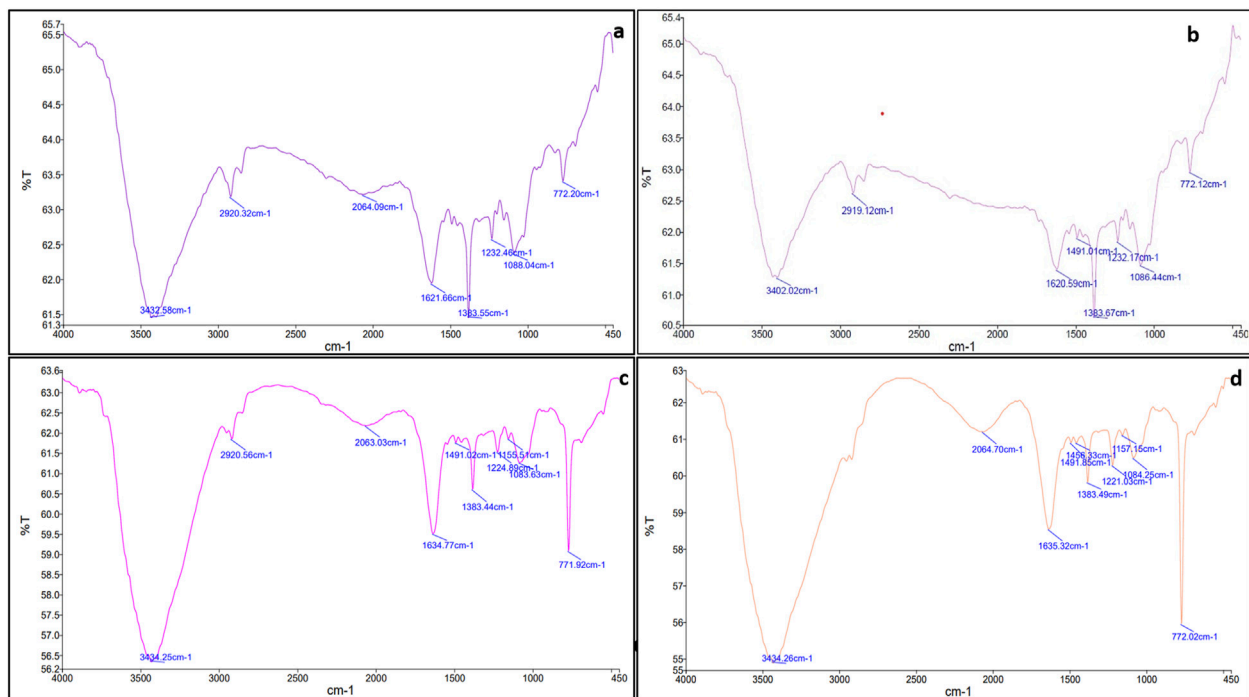 a
65.7
65.5
65.0
64.5
64.0
63.5
63.0
62.5
62.0
61.5
61.3
%T
4000
3500
3000
2500
2000
1500
1000
450
cm-1
3432.58cm-1
2920.32cm-1
2064.09cm-1
1621.66cm-1
1383.55cm-1
1232.46cm-1
1088.04cm-1
772.20cm-1
b
65.4
65.0
64.5
64.0
63.5
63.0
62.5
62.0
61.5
61.0
60.5
%T
4000
3500
3000
2500
2000
1500
1000
450
cm-1
3402.02cm-1
2919.12cm-1
1620.59cm-1
1491.01cm-1
1383.67cm-1
1232.17cm-1
1086.44cm-1
772.12cm-1
c
63.6
63.0
62.5
62.0
61.5
61.0
60.5
60.0
59.5
59.0
58.5
58.0
57.5
57.0
56.5
56.2
%T
4000
3500
3000
2500
2000
1500
1000
450
cm-1
3434.25cm-1
2920.56cm-1
2063.03cm-1
1634.77cm-1
1491.02cm-1
1383.44cm-1
1155.51cm-1
1224.69cm-1
1083.63cm-1
771.92cm-1
d
63
62
61
60
59
58
57
56
55
55
%T
4000
3500
3000
2500
2000
1500
1000
450
cm-1
3434.26cm-1
2064.70cm-1
1635.32cm-1
1456.33cm-1
1491.85cm-1
1383.49cm-1
1157.15cm-1
1221.03cm-1
1084.25cm-1
772.02cm-1